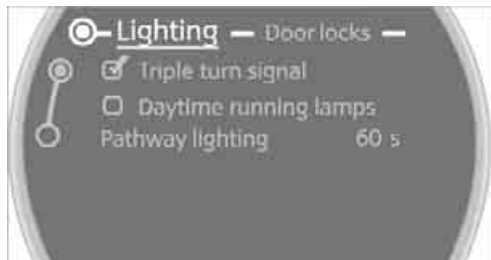 Lighting Door locks
Triple turn signal
Daytime running lamps
Pathway lighting 60 s